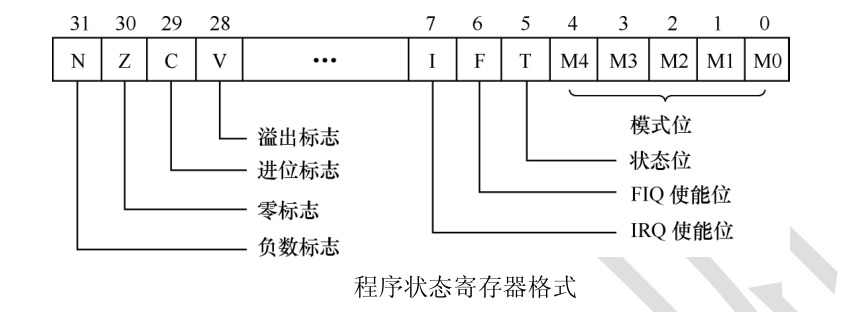 31 30 29 28 7 6 5 4 3 2 1 0
N Z C V ••• I F T M4 M3 M2 M1 M0
溢出标志
进位标志
零标志
负数标志
模式位
状态位
FIQ 使能位
IRQ 使能位
程序状态寄存器格式